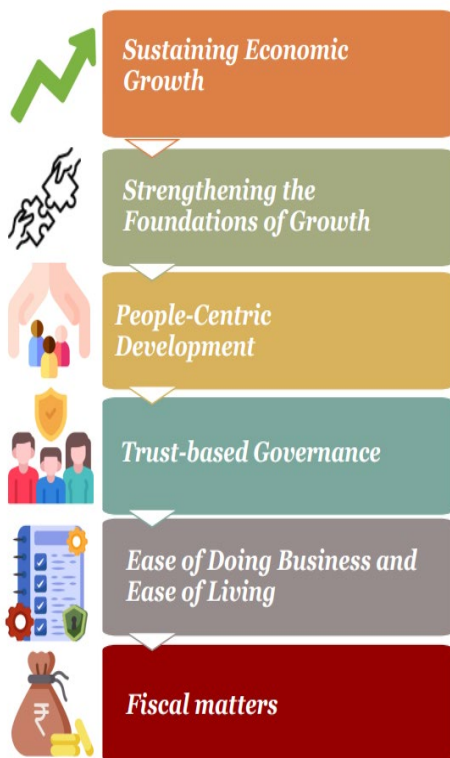 Sustaining Economic
Growth
Strengthening the
Foundations of Growth
People-Centric
Development
Trust-based Governance
Ease of Doing Business and
Ease of Living
₹
Fiscal matters